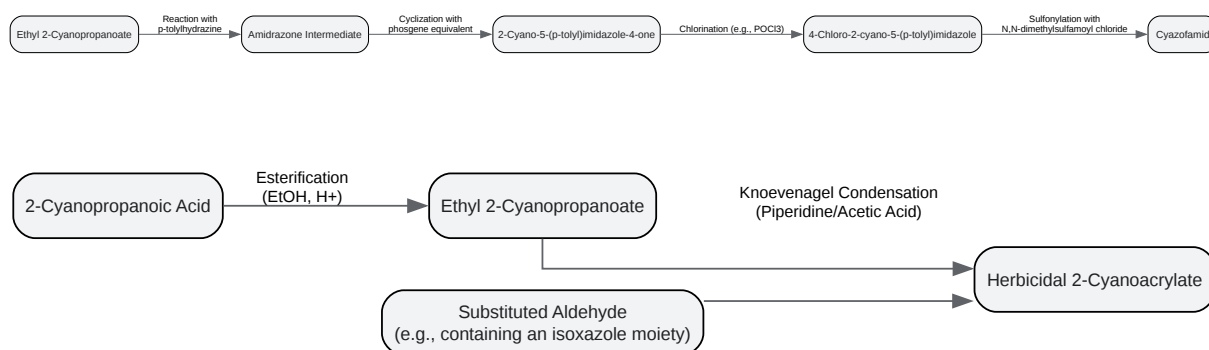 Ethyl 2-Cyanopropanoate
Reaction with
p-tolylhydrazine
Amidrazone Intermediate
Cyclization with
phosgene equivalent
2-Cyano-5-(p-tolyl)imidazole-4-one
Chlorination (e.g., POCl3)
4-Chloro-2-cyano-5-(p-tolyl)imidazole
Sulfonylation with
N,N-dimethylsulfamoyl chloride
Cyazofamid
2-Cyanopropanoic Acid
Esterification
(EtOH, H+)
Ethyl 2-Cyanopropanoate
Knoevenagel Condensation
(Piperidine/Acetic Acid)
Herbicidal 2-Cyanoacrylate
Substituted Aldehyde
(e.g., containing an isoxazole moiety)